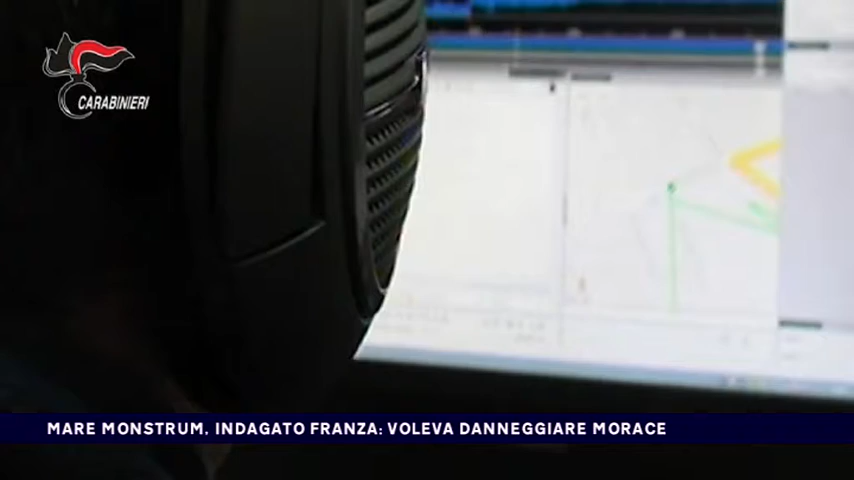 CARABINIERI
MARE MONSTRUM. INDAGATO FRANZA: VOLEVA DANNEGGIARE MORACE